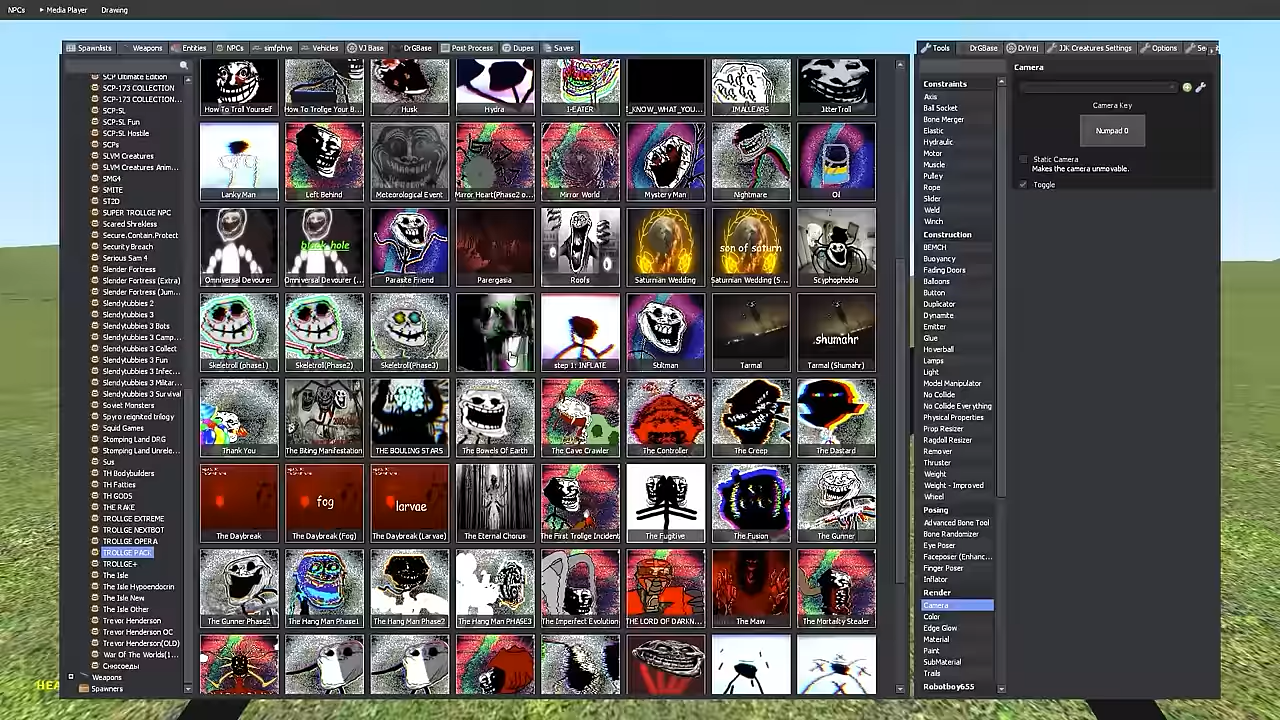 NPCs
Media Player
Drawing
Spawnlists
Weapons
Entities
NPCs
simfphys
Vehicles
VJ Base
DrGBase
Post Process
Dupes
Saves
Tools
DrGBase
DrVrej
JJK Creatures Settings
Options
SCP Ultimate Edition
SCP-173 COLLECTION
SCP-173 COLLECTION...
SCP-SL
SCP:SL Fun
SCP:SL Hostile
SCPs
SLVM Creatures
SLVM Creatures Anim...
SMG4
SMITE
ST2D
SUPER TROLLGE NPC
Scared Shrekless
Secure.Contain.Protect
Security Breach
Serious Sam 4
Slender Fortress
Slender Fortress (Extra)
Slender Fortress (Jum...
Slendytubbies 2
Slendytubbies 3
Slendytubbies 3 Bots
Slendytubbies 3 Camp...
Slendytubbies 3 Collect
Slendytubbies 3 Fun
Slendytubbies 3 Infec...
Slendytubbies 3 Militar...
Slendytubbies 3 Survival
Soviet Monsters
Spyro reignited trilogy
Squid Games
Stomping Land DRG
Stomping Land Unrele...
Sus
TH Bodybuilders
TH Fatties
TH GODS
THE RAKE
TROLLGE EXTREME
TROLLGE NEXTBOT
TROLLGE OPERA
TROLLGE PACK
TROLLGE+
The Isle
The Isle Hypoendorin
The Isle New
The Isle Other
Trevor Henderson
Trevor Henderson OC
Trevor Henderson(OLD)
War Of The Worlds(1...
Сикосеоды
Weapons
Spawners
How To Troll Yourself
How To Trollge Your B...
Husk
Hydra
I-EATER
I_KNOW_WHAT_YOU...
IMALLEARS
JitterTroll
Lanky Man
Left Behind
Meteorological Event
Mirror Heart(Phase2 o...
Mirror World
Mystery Man
Nightmare
Oil
black hole
son of saturn
Omniversal Devourer
Omniversal Devourer (...
Parasite Friend
Parergasia
Roofs
Saturnian Wedding
Saturnian Wedding (S...
Scyphophobia
.shumahr
Skeletroll (phase1)
Skeletroll(Phase2)
Skeletroll(Phase3)
step 1: INFLATE
Stiltman
Tarmal
Tarmal (Shumahr)
Thank You
The Biting Manifestation
THE BOULING STARS
The Bowels Of Earth
The Cave Crawler
The Controller
The Creep
The Dastard
fog
larvae
The Daybreak
The Daybreak (Fog)
The Daybreak (Larvae)
The Eternal Chorus
The First Trollge Incident
The Fugitive
The Fusion
The Gunner
The Gunner Phase2
The Hang Man Phase1
The Hang Man Phase2
The Hang Man PHASE3
The Imperfect Evolution
THE LORD OF DARKN...
The Maw
The Mortality Stealer
Constraints
Axis
Ball Socket
Bone Merger
Elastic
Hydraulic
Motor
Muscle
Pulley
Rope
Slider
Weld
Winch
Construction
BEMCH
Buoyancy
Fading Doors
Balloons
Button
Duplicator
Dynamite
Emitter
Glue
Hoverball
Lamps
Light
Model Manipulator
No Collide
No Collide Everything
Physical Properties
Prop Resizer
Ragdoll Resizer
Remover
Thruster
Weight
Weight - Improved
Wheel
Posing
Advanced Bone Tool
Bone Randomizer
Eye Poser
Faceposer (Enhanc...
Finger Poser
Inflator
Render
Camera
Color
Edge Glow
Material
Paint
SubMaterial
Trails
Robotboy655
Camera
Camera Key
Numpad 0
Static Camera
Makes the camera unmovable.
Toggle